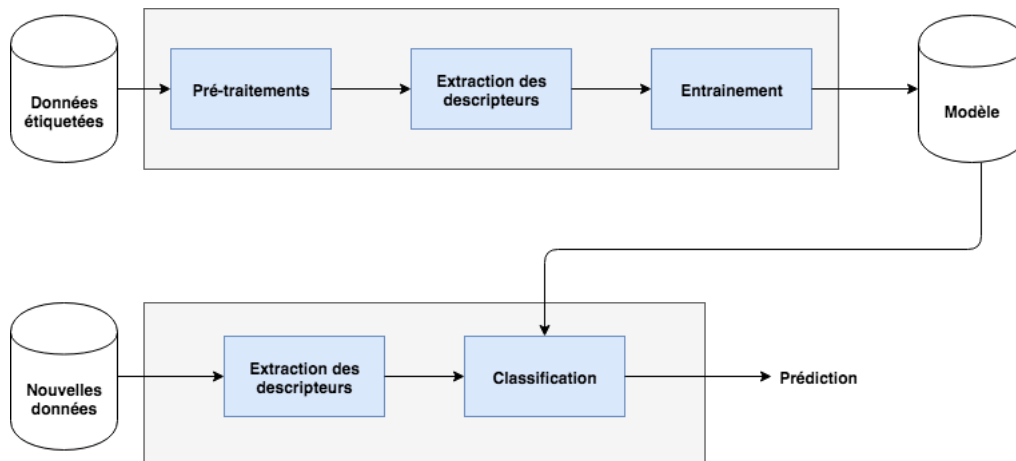 Données
étiquetées
Pré-traitements
Extraction des
descripteurs
Entrainement
Modèle
Nouvelles
données
Extraction des
descripteurs
Classification
Prédiction